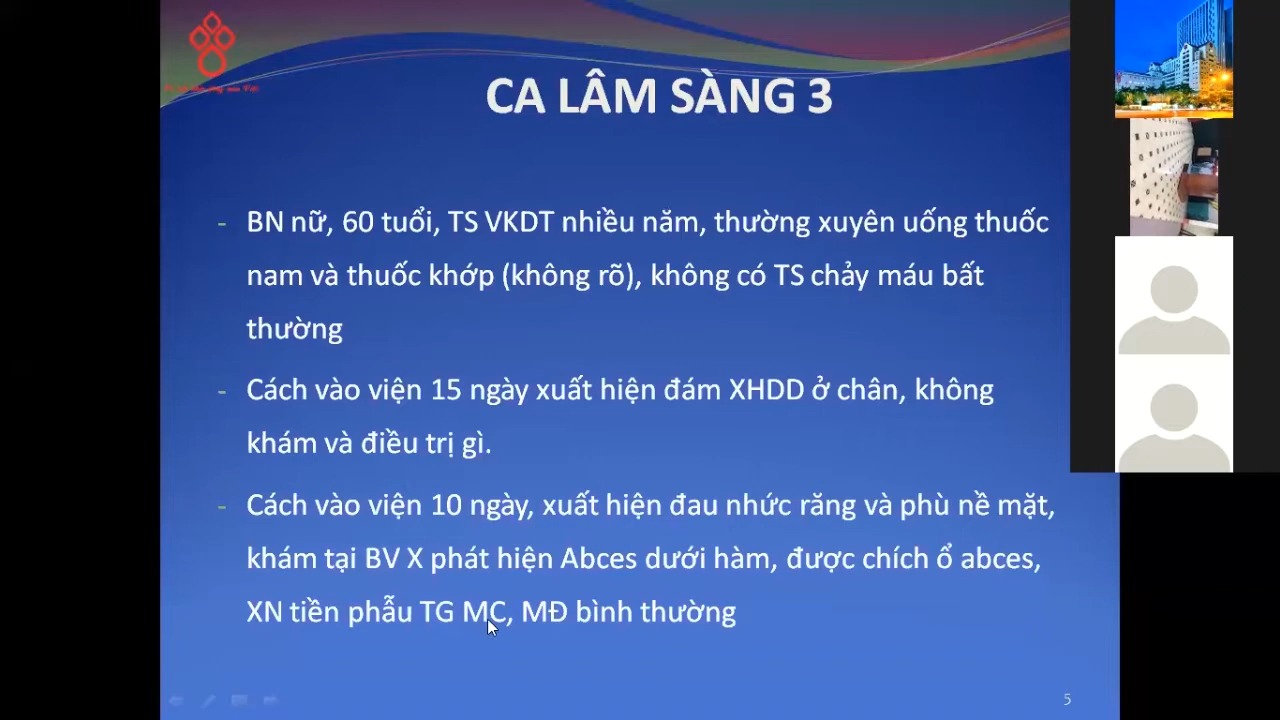 CA LÂM SÀNG 3
- BN nữ, 60 tuổi, TS VKDT nhiều năm, thường xuyên uống thuốc
nam và thuốc khớp (không rõ), không có TS chảy máu bất
thường
- Cách vào viện 15 ngày xuất hiện đám XHDD ở chân, không
khám và điều trị gì.
- Cách vào viện 10 ngày, xuất hiện đau nhức răng và phù nề mặt,
khám tại BV X phát hiện Abces dưới hàm, được chích ổ abces,
XN tiền phẫu TG MC, MĐ bình thường
5